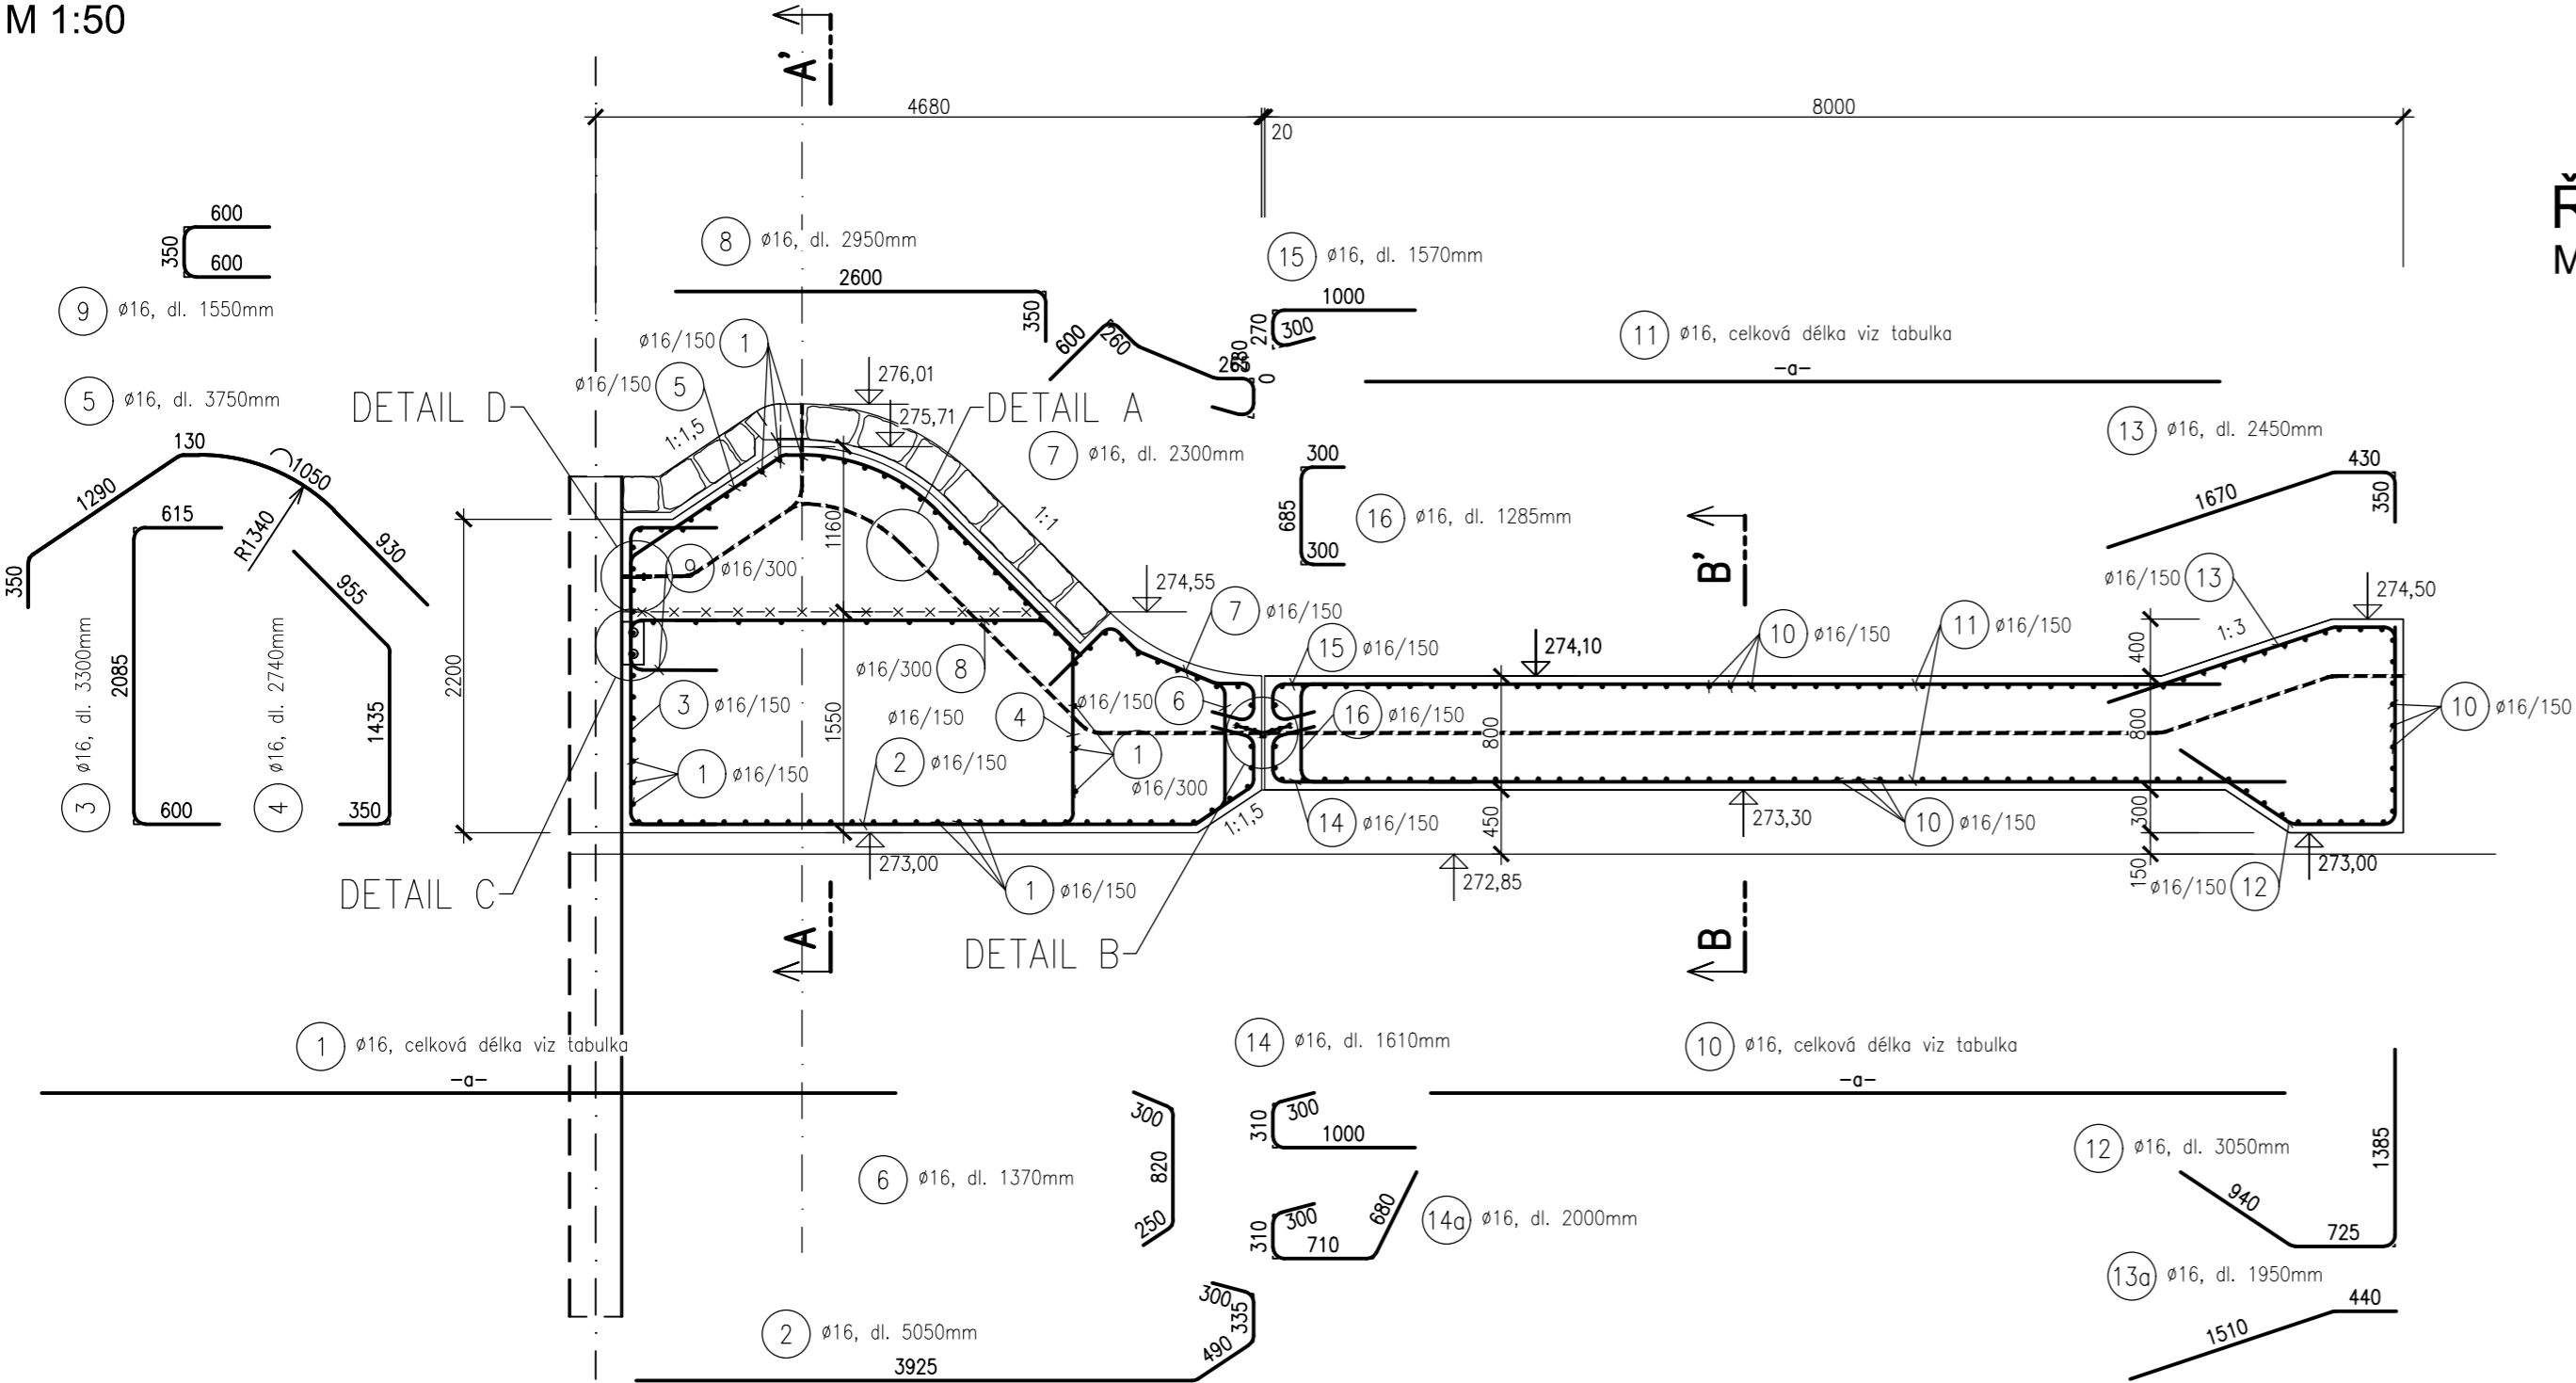 M 1:50
A'
4680
8000
20
Ř
M
600
350
600
9 ø16, dl. 1550mm
8 ø16, dl. 2950mm
2600
350
15 ø16, dl. 1570mm
1000
270
300
11 ø16, celková délka viz tabulka
-a-
5 ø16, dl. 3750mm
130
1050
1290
R1340
930
350
615
2085
600
3 ø16, dl. 3300mm
955
1435
350
4 ø16, dl. 2740mm
DETAIL D
ø16/150 1
ø16/150 5
1:1,5
276,01
275,71
DETAIL A
600
260
7 ø16, dl. 2300mm
1:1
300
685
300
16 ø16, dl. 1285mm
B'
13 ø16, dl. 2450mm
430
1670
350
2200
1160
1550
9 ø16/300
274,55
7 ø16/150
15 ø16/150
274,10
10 ø16/150
11 ø16/150
ø16/150 13
274,50
1:3
400
ø16/300 8
3 ø16/150
ø16/150
4
ø16/150 6
16 ø16/150
800
800
10 ø16/150
1 ø16/150
2 ø16/150
1
ø16/300
1:1,5
14 ø16/150
450
273,30
10 ø16/150
300
150
273,00
273,00
272,85
ø16/150 12
1 ø16/150
DETAIL C
DETAIL B
A
B
1 ø16, celková délka viz tabulka
-a-
14 ø16, dl. 1610mm
310
300
1000
10 ø16, celková délka viz tabulka
-a-
300
820
250
6 ø16, dl. 1370mm
310
300
710
680
14a ø16, dl. 2000mm
12 ø16, dl. 3050mm
1385
940
725
13a ø16, dl. 1950mm
440
1510
2 ø16, dl. 5050mm
300
335
490
3925